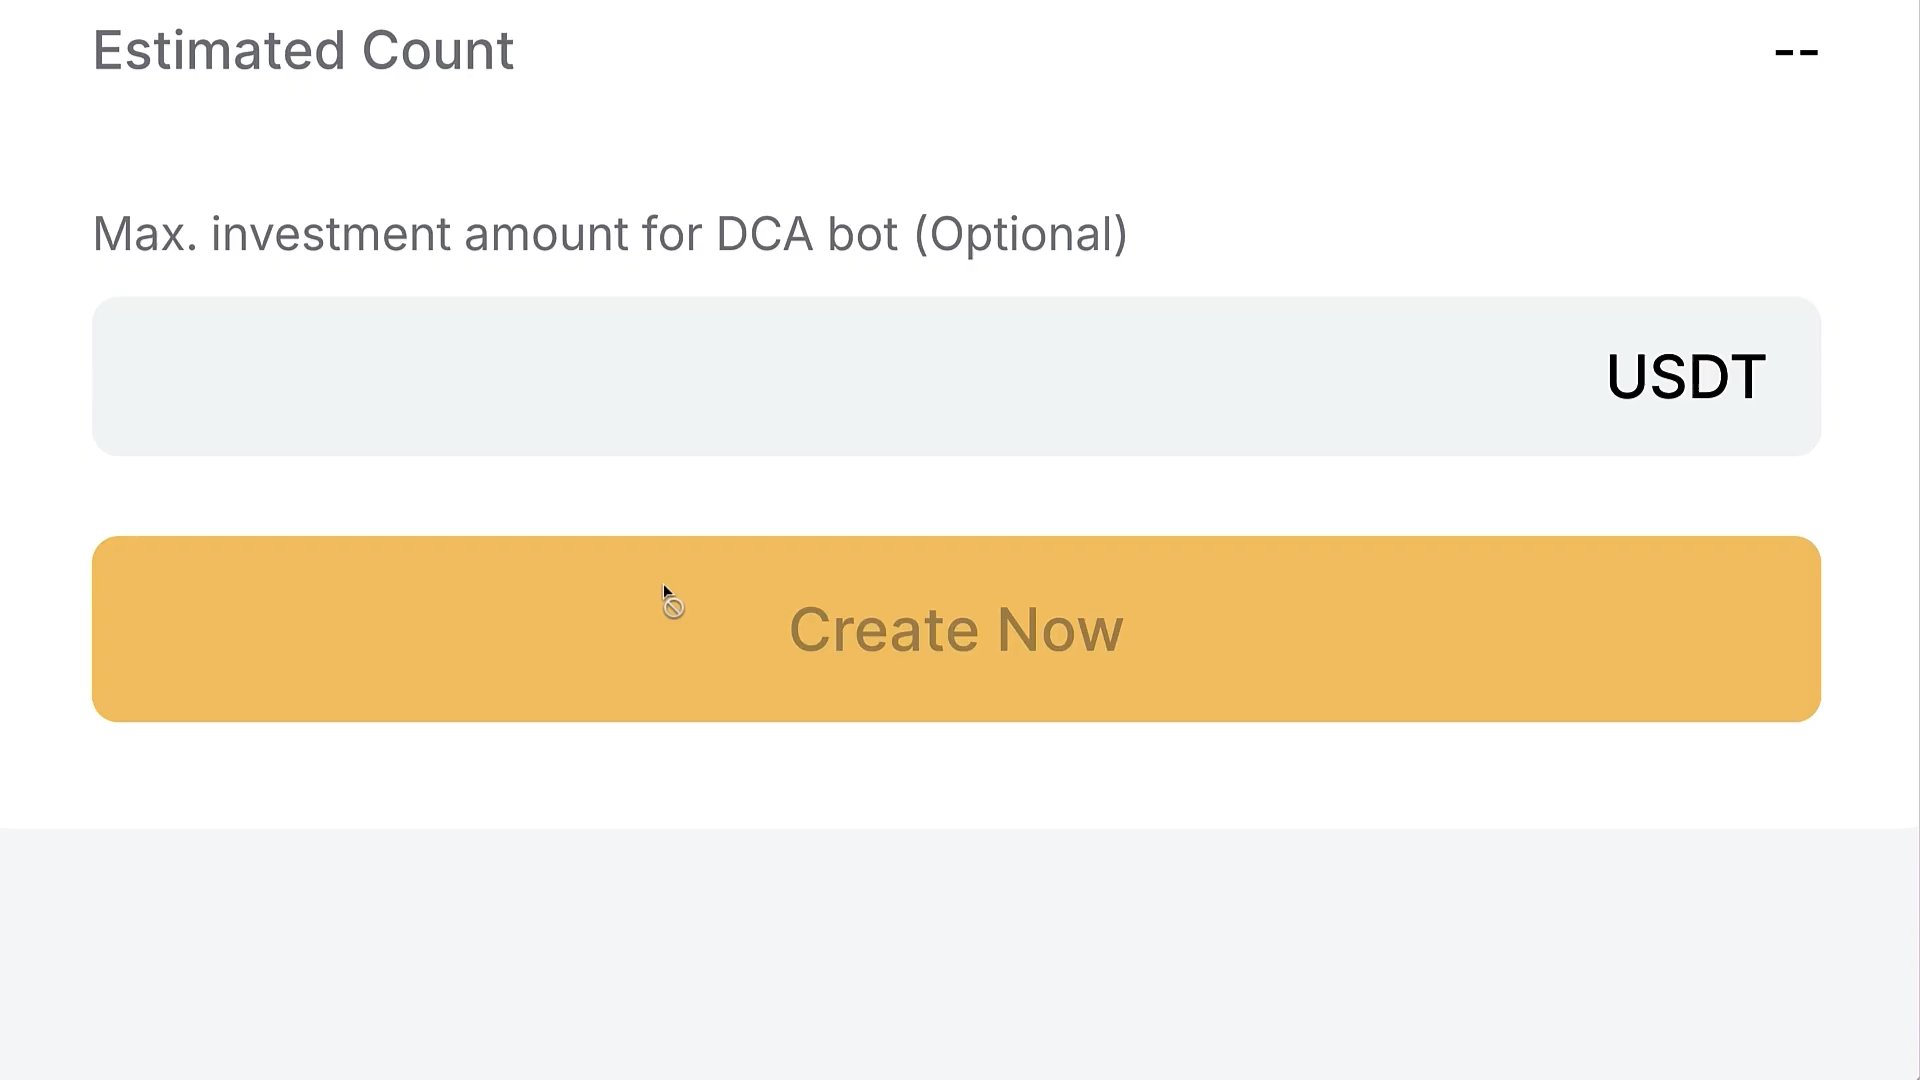 Estimated Count --
Max. investment amount for DCA bot (Optional)
USDT
Create Now